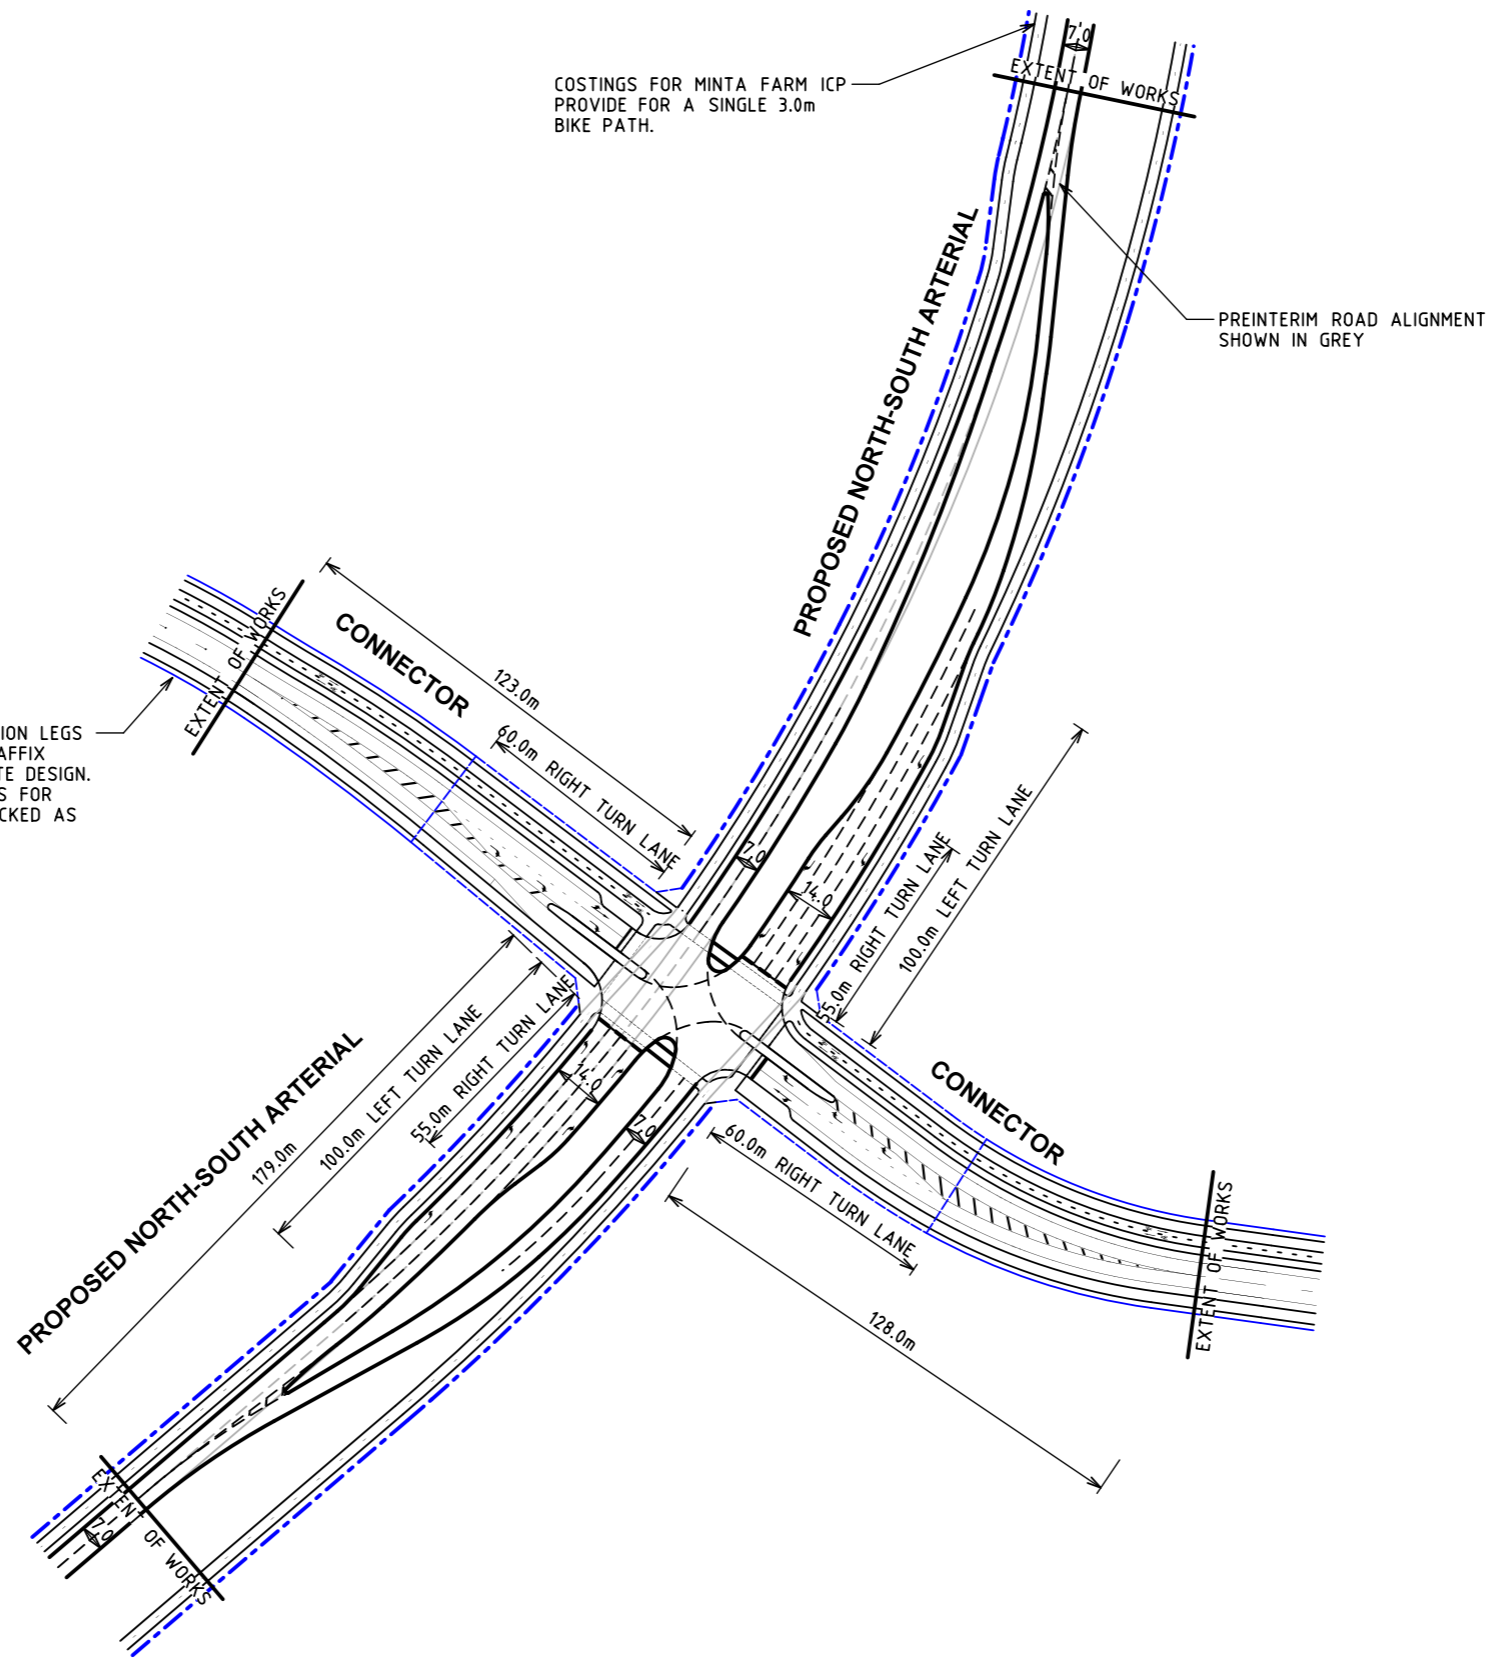 7.0
EXTENT OF WORKS
COSTINGS FOR MINTA FARM ICP
PROVIDE FOR A SINGLE 3.0m
BIKE PATH.
PROPOSED NORTH-SOUTH ARTERIAL
PREINTERIM ROAD ALIGNMENT
SHOWN IN GREY
EXTENT OF WORKS
CONNECTOR
123.0m
60.0m RIGHT TURN LANE
ION LEGS
AFFIX
TE DESIGN.
S FOR
CKED AS
7.0
14.0
55.0m RIGHT TURN LANE
100.0m LEFT TURN LANE
PROPOSED NORTH-SOUTH ARTERIAL
179.0m
100.0m LEFT TURN LANE
55.0m RIGHT TURN LANE
14.0
7.0
CONNECTOR
60.0m RIGHT TURN LANE
128.0m
EXTENT OF WORKS
7.0
EXTENT OF WORKS